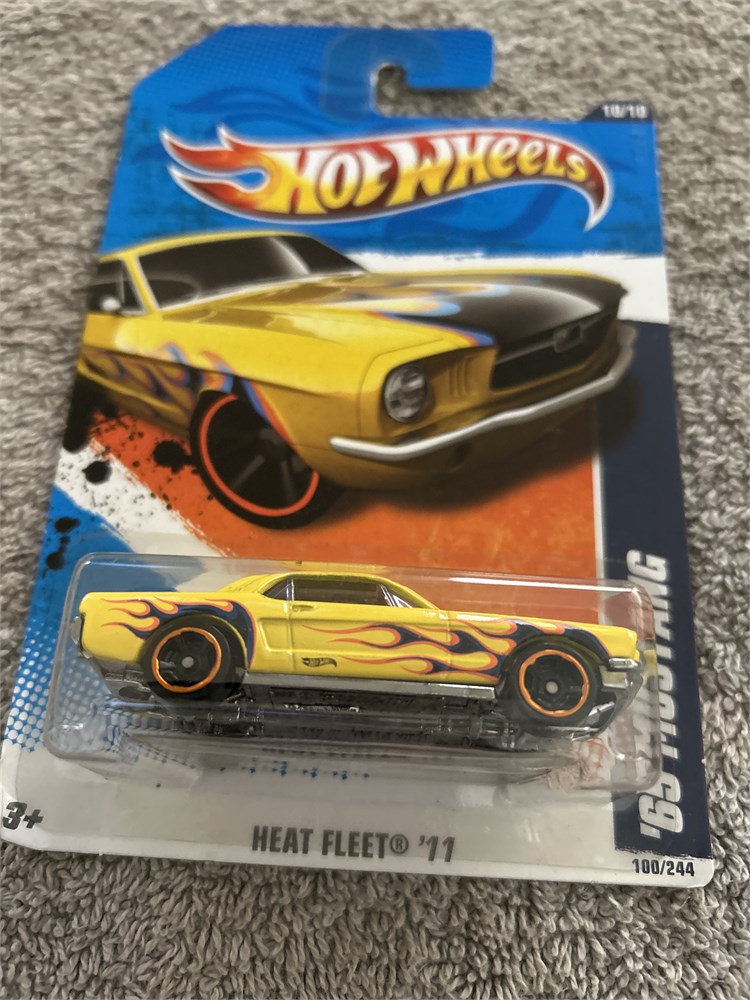 10/10
HOT WHEELS
'65 MUSTANG
3+
HEAT FLEET® '11
100/244